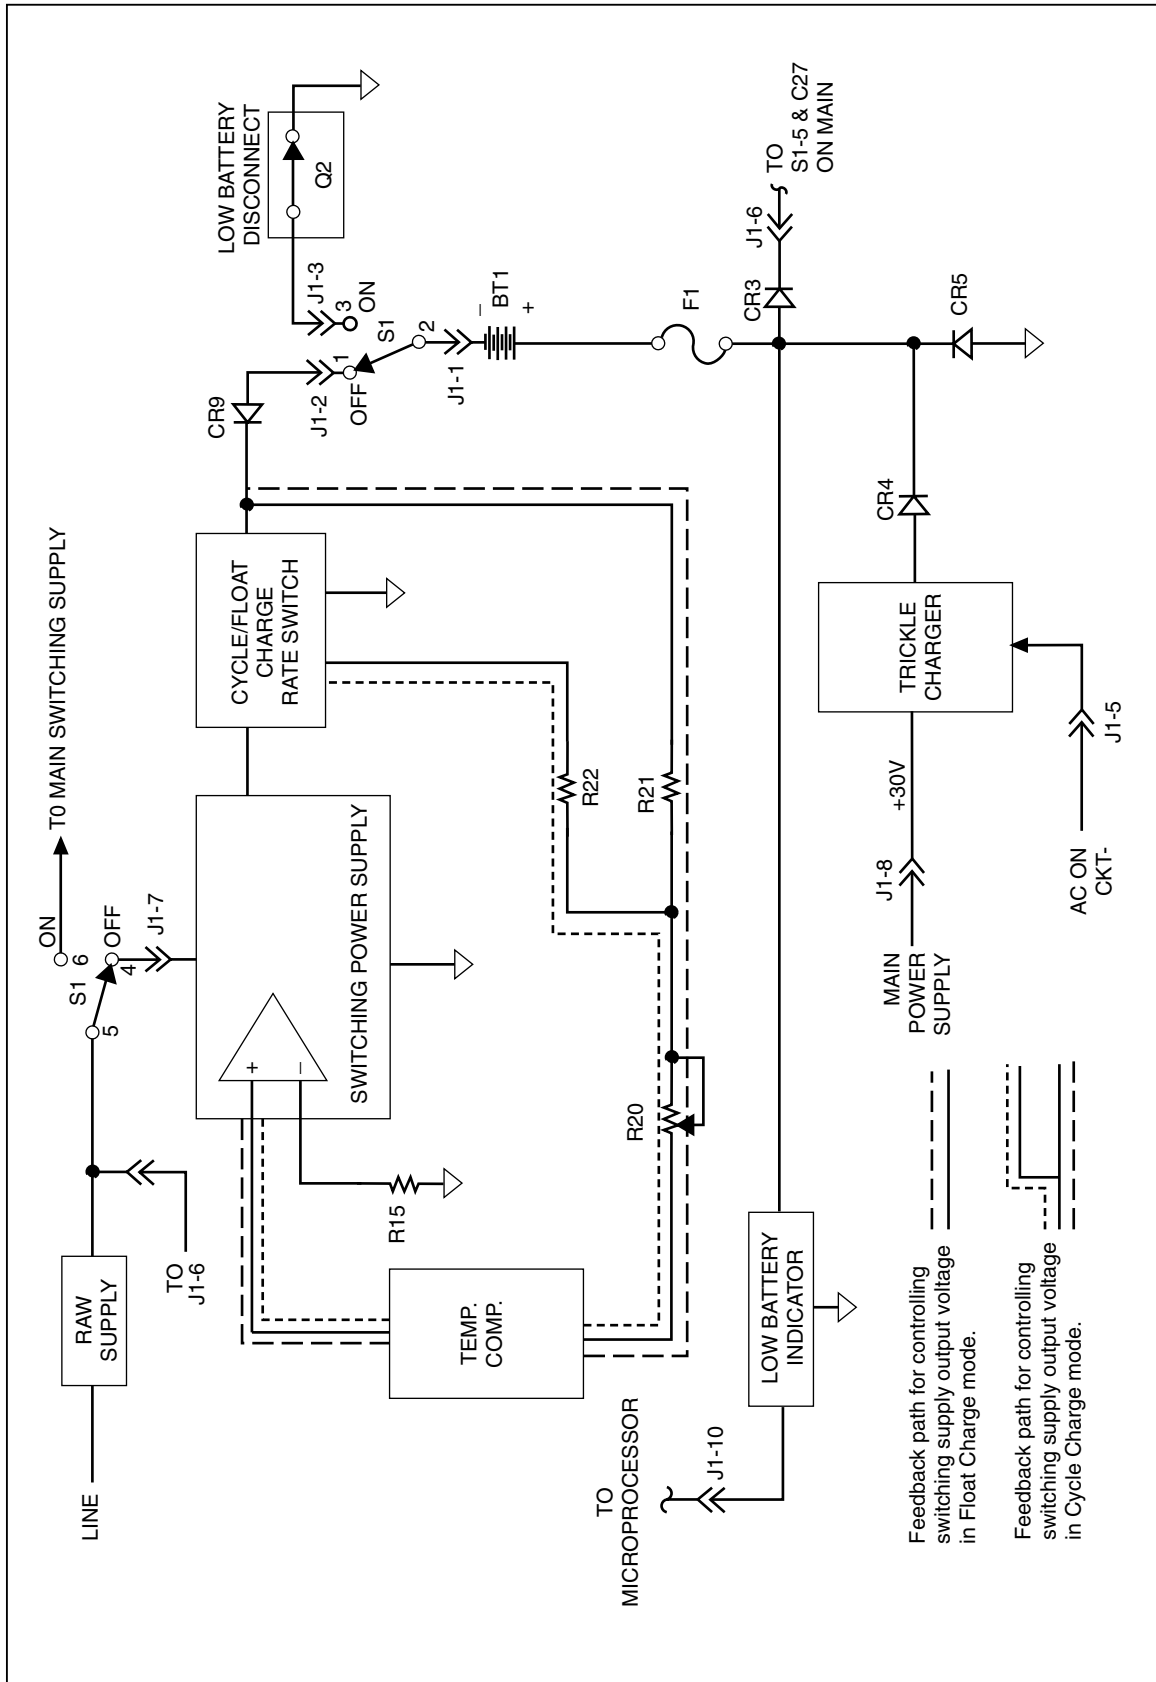 LINE
RAW
SUPPLY
TO
J1-6
S1
5
ON
6
4
OFF
T0 MAIN SWITCHING SUPPLY
J1-7
+
−
SWITCHING POWER SUPPLY
CYCLE/FLOAT
CHARGE
RATE SWITCH
CR9
LOW BATTERY
DISCONNECT
Q2
J1-3
3
ON
J1-2
1
OFF
S1
2
J1-1
−
BT1
+
R15
TEMP.
COMP.
R20
R22
R21
F1
CR3
J1-6
TO
S1-5 & C27
ON MAIN
CR5
CR4
TO
MICROPROCESSOR
J1-10
LOW BATTERY
INDICATOR
MAIN
POWER
SUPPLY
J1-8
+30V
TRICKLE
CHARGER
AC ON
CKT-
J1-5
Feedback path for controlling
switching supply output voltage
in Float Charge mode.
Feedback path for controlling
switching supply output voltage
in Cycle Charge mode.